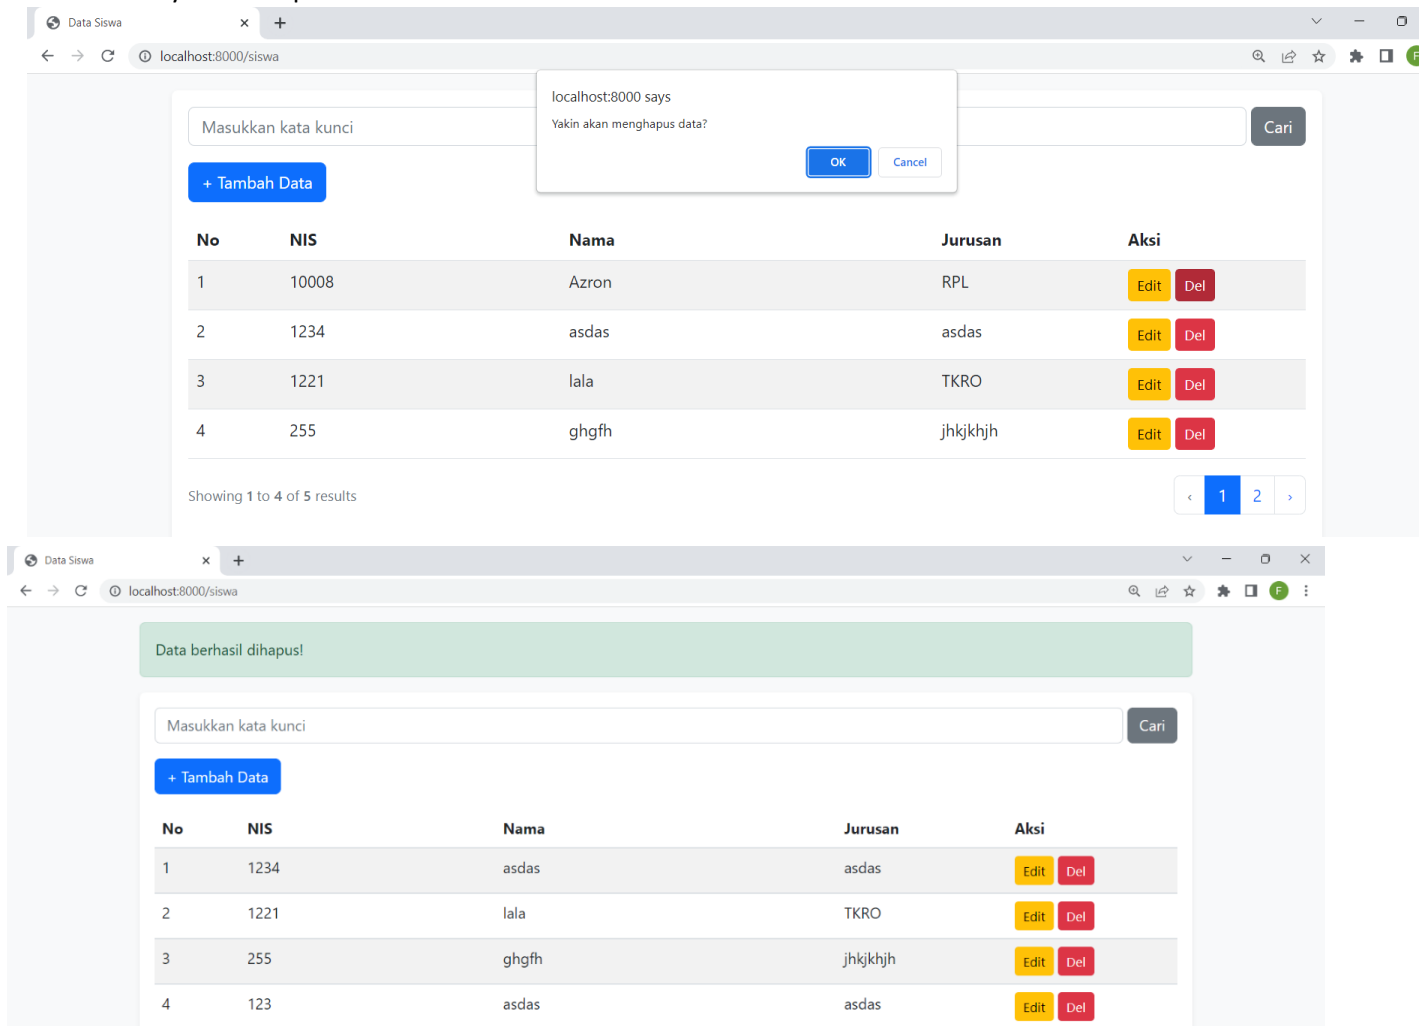 Data Siswa
localhost:8000/siswa
localhost:8000 says
Yakin akan menghapus data?
OK Cancel
Masukkan kata kunci Cari
+ Tambah Data
No NIS Nama Jurusan Aksi
1 10008 Azron RPL Edit Del
2 1234 asdas asdas Edit Del
3 1221 lala TKRO Edit Del
4 255 ghgfh jhkjkhjh Edit Del
Showing 1 to 4 of 5 results ‹ 1 2 ›
Data Siswa
localhost:8000/siswa F
Data berhasil dihapus!
Masukkan kata kunci Cari
+ Tambah Data
No NIS Nama Jurusan Aksi
1 1234 asdas asdas Edit Del
2 1221 lala TKRO Edit Del
3 255 ghgfh jhkjkhjh Edit Del
4 123 asdas asdas Edit Del